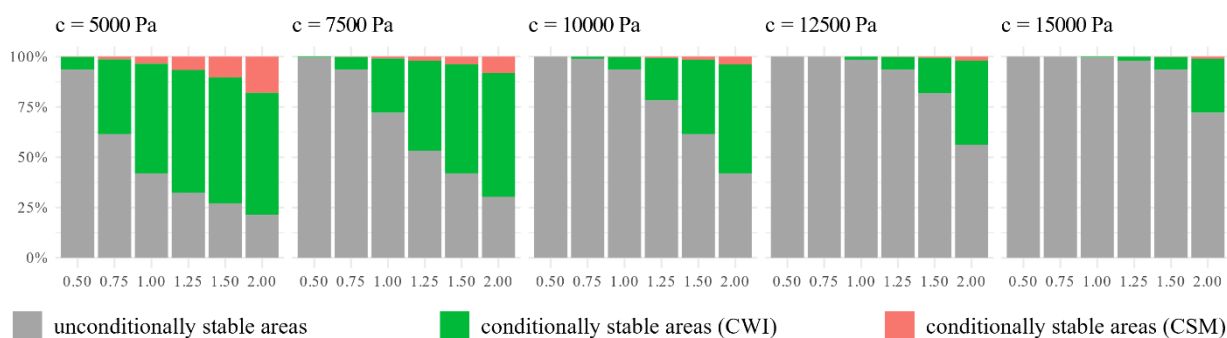 c = 5000 Pa c = 7500 Pa c = 10000 Pa c = 12500 Pa c = 15000 Pa
100%
75%
50%
25%
0%
0.50 0.75 1.00 1.25 1.50 2.00 0.50 0.75 1.00 1.25 1.50 2.00 0.50 0.75 1.00 1.25 1.50 2.00 0.50 0.75 1.00 1.25 1.50 2.00 0.50 0.75 1.00 1.25 1.50 2.00
unconditionally stable areas conditionally stable areas (CWI) conditionally stable areas (CSM)